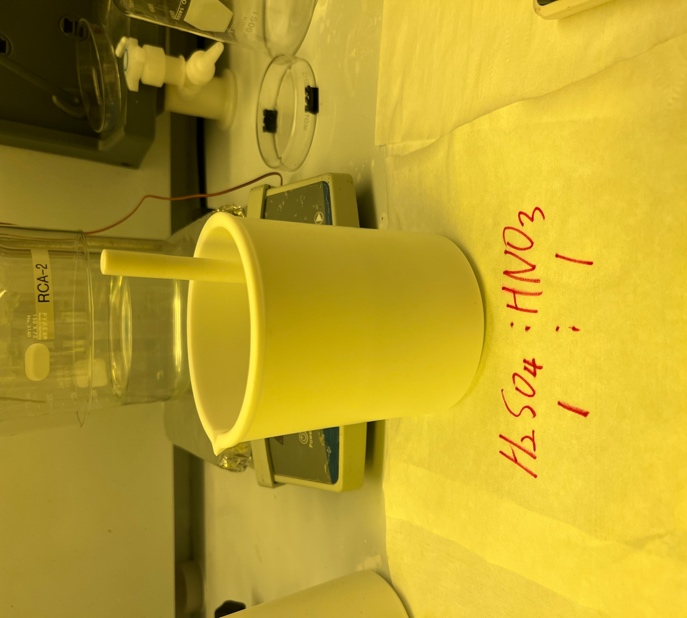 H₂SO₄ : HNO₃
1 : 1
RCA-2